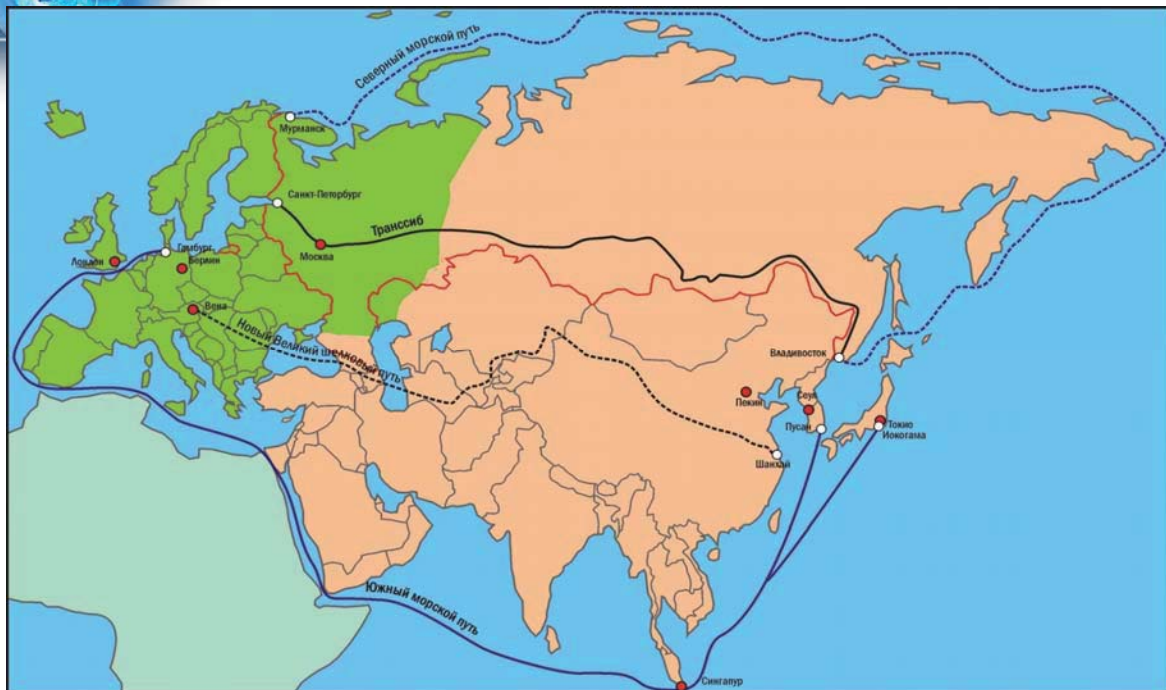 Северный морской путь
Мурманск
Санкт-Петербург
Транссиб
Москва
Гамбург
Лондон
Берлин
Вена
Новый Великий шелковый путь
Владивосток
Пекин
Сеул
Пусан
Токио
Иокогама
Шанхай
Южный морской путь
Сингапур